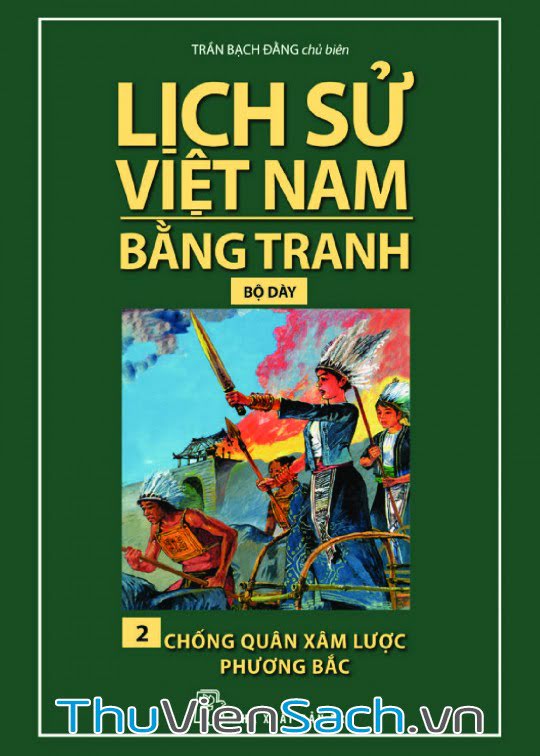 TRẦN BẠCH ĐẰNG chủ biên
LỊCH SỬ
VIỆT NAM
BẰNG TRANH
BỘ DÀY
2 CHỐNG QUÂN XÂM LƯỢC
PHƯƠNG BẮC
ThuVienSach.vn